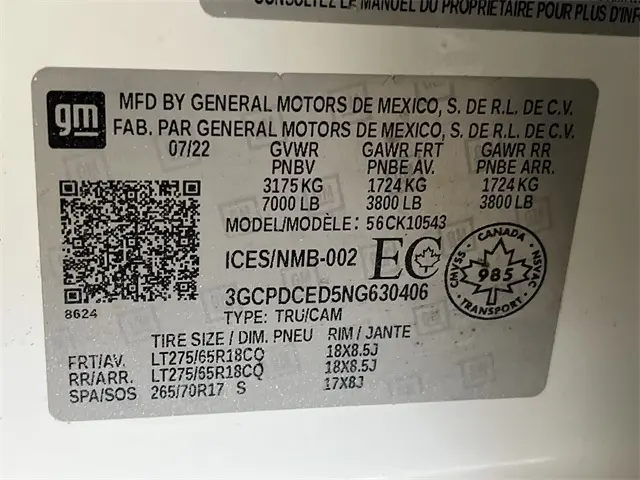 CONSULTEZ LE MANUEL DU PROPRIÉTAIRE POUR PLUS D'INF
gm
MFD BY GENERAL MOTORS DE MEXICO, S. DE R.L. DE C.V.
FAB. PAR GENERAL MOTORS DE MEXICO, S. DE R.L. DE C.V.
07/22 GVWR GAWR FRT GAWR RR
PNBV PNBE AV. PNBE ARR.
3175 KG 1724 KG 1724 KG
7000 LB 3800 LB 3800 LB
MODEL/MODÈLE: 56CK10543
ICES/NMB-002 EC
CANADA
CMVSS 985 NSVAC
TRANSPORT
3GCPDCED5NG630406
8624
TYPE: TRU/CAM
TIRE SIZE / DIM. PNEU RIM / JANTE
FRT/AV. LT275/65R18CQ 18X8.5J
RR/ARR. LT275/65R18CQ 18X8.5J
SPA/SOS 265/70R17 S 17X8J